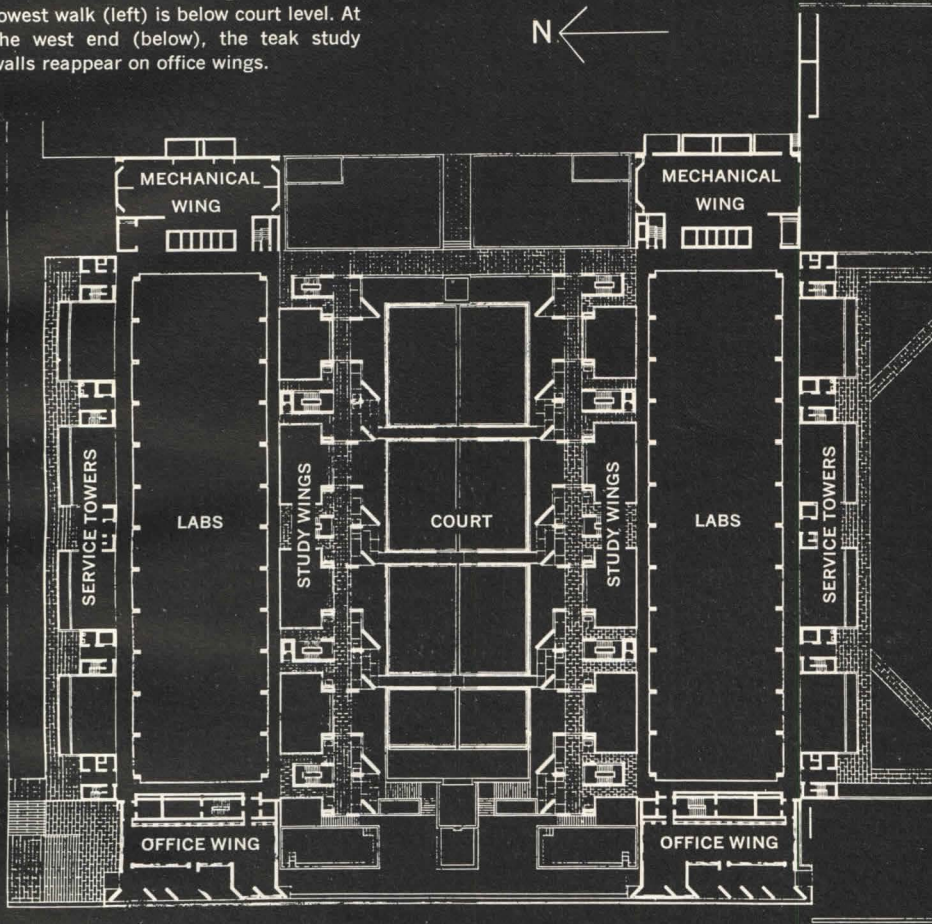 owest walk (left) is below court level. At
he west end (below), the teak study
walls reappear on office wings.
N
MECHANICAL
WING
MECHANICAL
WING
SERVICE TOWERS
LABS
STUDY WINGS
COURT
STUDY WINGS
LABS
SERVICE TOWERS
OFFICE WING
OFFICE WING